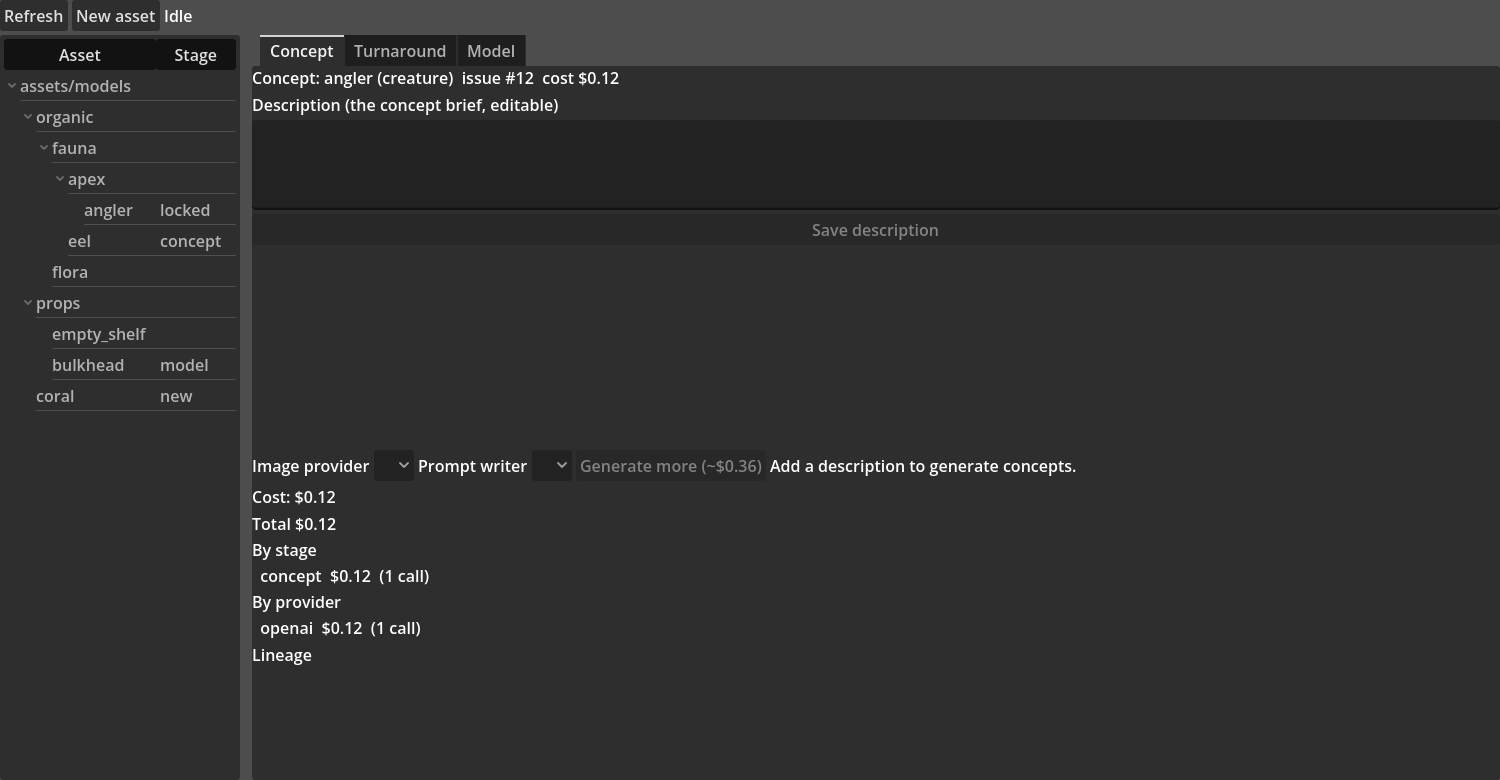 Refresh New asset Idle
Asset Stage
assets/models
organic
fauna
apex
angler locked
eel concept
flora
props
empty_shelf
bulkhead model
coral new
Concept Turnaround Model
Concept: angler (creature) issue #12 cost $0.12
Description (the concept brief, editable)
Save description
Image provider Prompt writer Generate more (~$0.36) Add a description to generate concepts.
Cost: $0.12
Total $0.12
By stage
concept $0.12 (1 call)
By provider
openai $0.12 (1 call)
Lineage